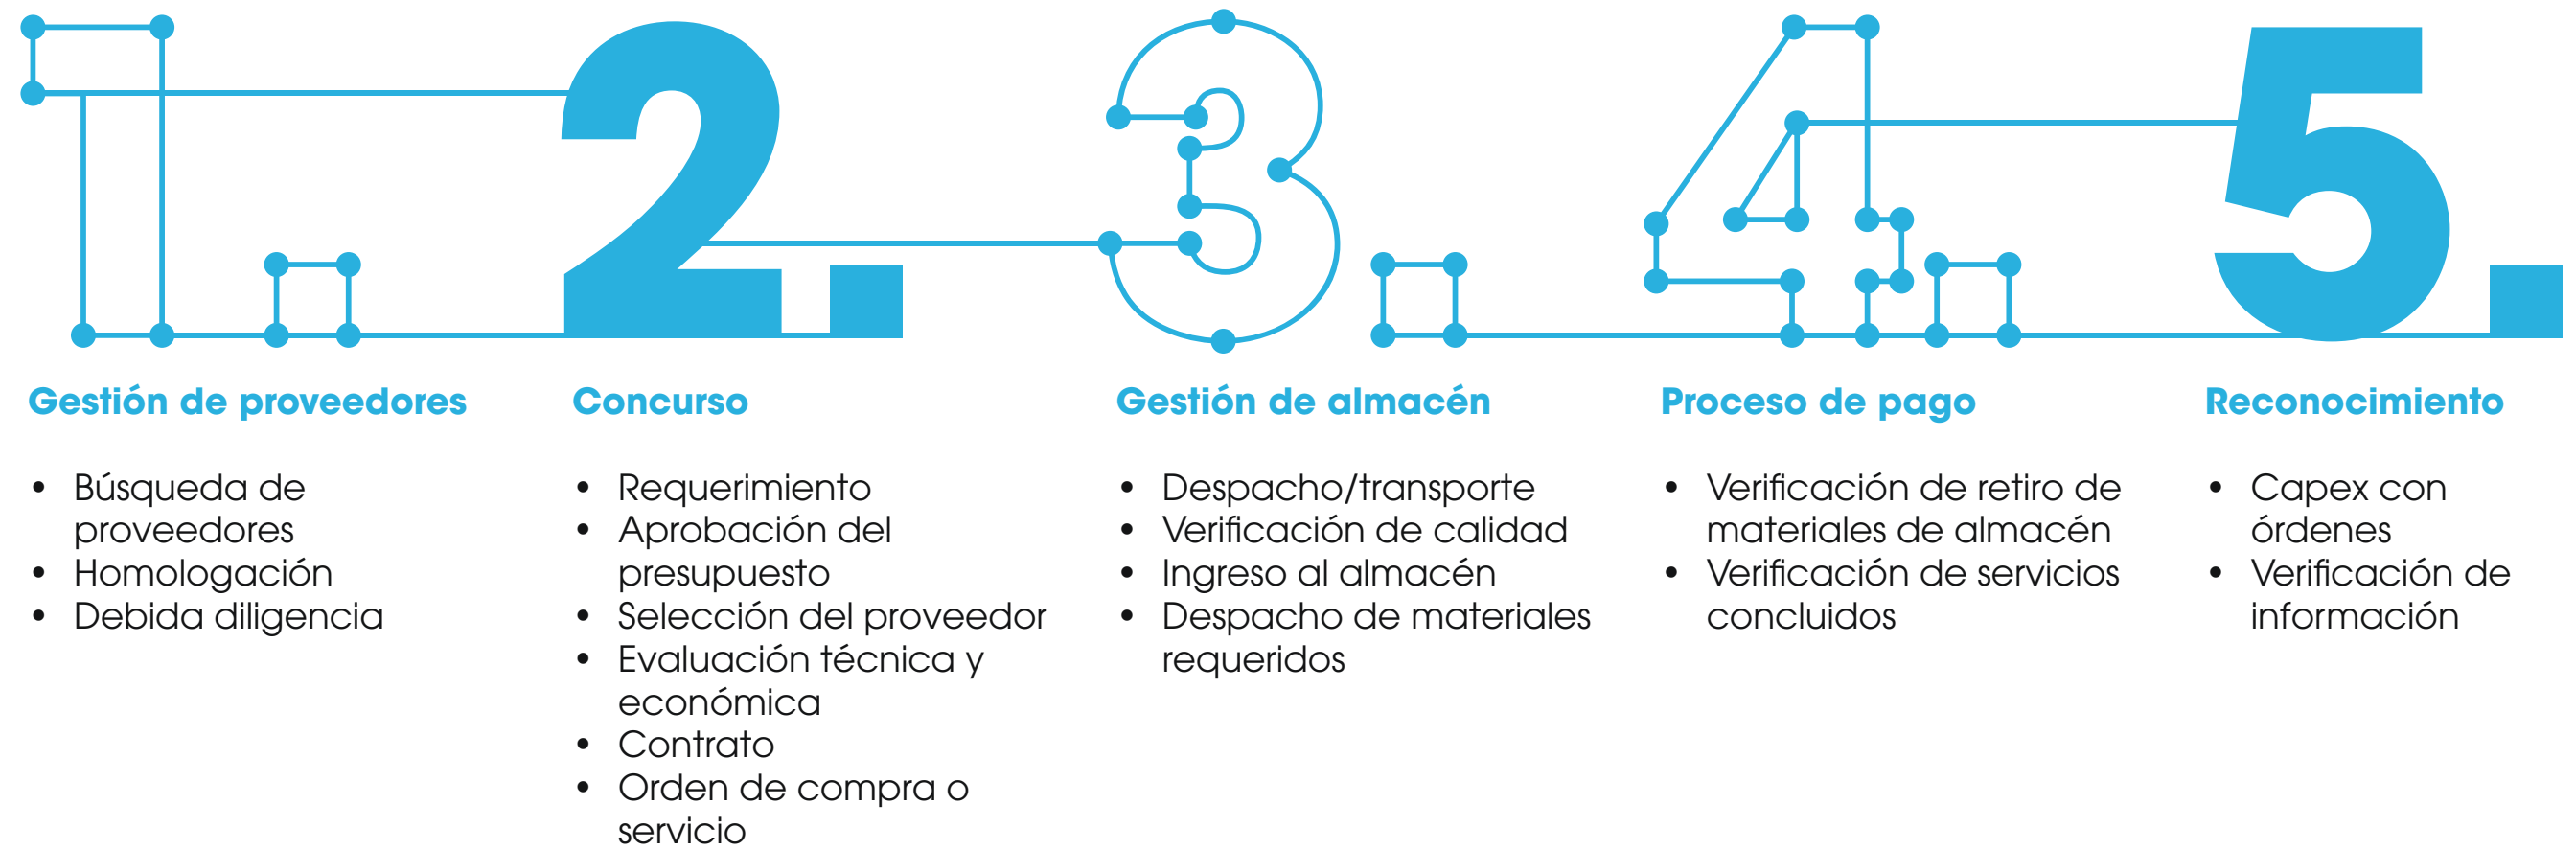 1. 2. 3. 4. 5.
Gestión de proveedores
• Búsqueda de
proveedores
• Homologación
• Debida diligencia
Concurso
• Requerimiento
• Aprobación del
presupuesto
• Selección del proveedor
• Evaluación técnica y
económica
• Contrato
• Orden de compra o
servicio
Gestión de almacén
• Despacho/transporte
• Verificación de calidad
• Ingreso al almacén
• Despacho de materiales
requeridos
Proceso de pago
• Verificación de retiro de
materiales de almacén
• Verificación de servicios
concluidos
Reconocimiento
• Capex con
órdenes
• Verificación de
información